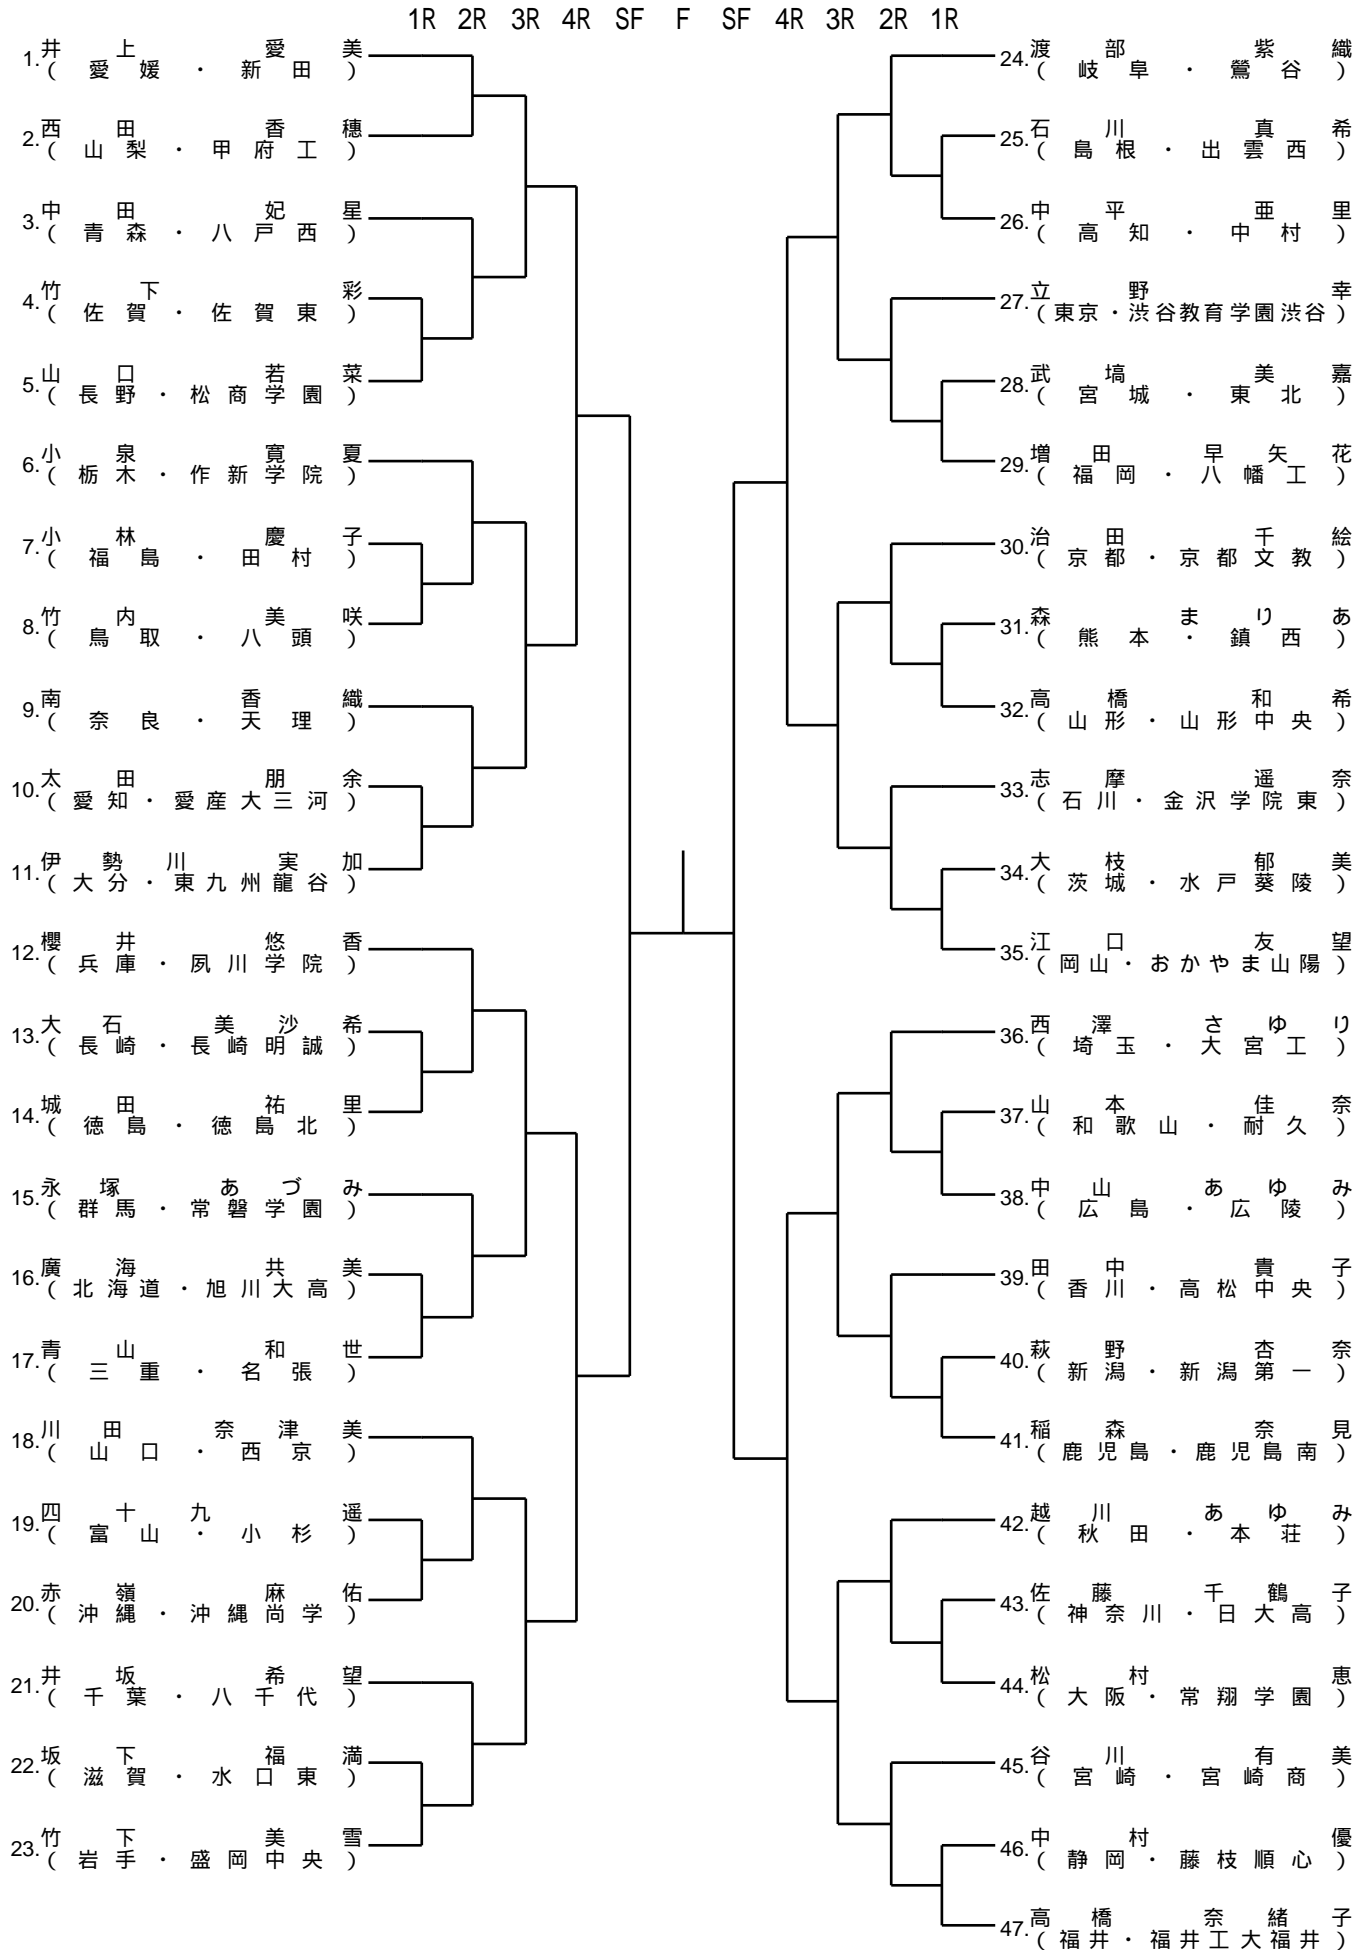 1R 2R 3R 4R SF F SF 4R 3R 2R 1R
1. 井上 愛美
(愛媛・新田)
2. 西田 香穂
(山梨・甲府工)
3. 中田 妃星
(青森・八戸西)
4. 竹下 彩
(佐賀・佐賀東)
5. 山口 若菜
(長野・松商学園)
6. 小泉 寛夏
(栃木・作新学院)
7. 小林 慶子
(福島・田村)
8. 竹内 美咲
(鳥取・八頭)
9. 南 香織
(奈良・天理)
10. 太田 朋余
(愛知・愛産大三河)
11. 伊勢川 実加
(大分・東九州龍谷)
12. 櫻井 悠香
(兵庫・夙川学院)
13. 大石 美沙希
(長崎・長崎明誠)
14. 城田 祐里
(徳島・徳島北)
15. 永塚 あづみ
(群馬・常磐学園)
16. 廣海 共美
(北海道・旭川大高)
17. 青山 和世
(三重・名張)
18. 川田 奈津美
(山口・西京)
19. 四十九 遥
(富山・小杉)
20. 赤嶺 麻佑
(沖縄・沖縄尚学)
21. 井坂 希望
(千葉・八千代)
22. 坂下 福満
(滋賀・水口東)
23. 竹下 美雪
(岩手・盛岡中央)
24. 渡部 紫織
(岐阜・鶯谷)
25. 石川 真希
(島根・出雲西)
26. 中平 亜里
(高知・中村)
27. 立野 幸
(東京・渋谷教育学園渋谷)
28. 武塙 美嘉
(宮城・東北)
29. 増田 早矢花
(福岡・八幡工)
30. 治田 千絵
(京都・京都文教)
31. 森 まりあ
(熊本・鎮西)
32. 高橋 和希
(山形・山形中央)
33. 志摩 遥奈
(石川・金沢学院東)
34. 大枝 郁美
(茨城・水戸葵陵)
35. 江口 友望
(岡山・おかやま山陽)
36. 西澤 さゆり
(埼玉・大宮工)
37. 山本 佳奈
(和歌山・耐久)
38. 中山 あゆみ
(広島・広陵)
39. 田中 貴子
(香川・高松中央)
40. 萩野 杏奈
(新潟・新潟第一)
41. 稲森 奈見
(鹿児島・鹿児島南)
42. 越川 あゆみ
(秋田・本荘)
43. 佐藤 千鶴子
(神奈川・日大高)
44. 松村 恵
(大阪・常翔学園)
45. 谷川 有美
(宮崎・宮崎商)
46. 中村 優
(静岡・藤枝順心)
47. 高橋 奈緒子
(福井・福井工大福井)